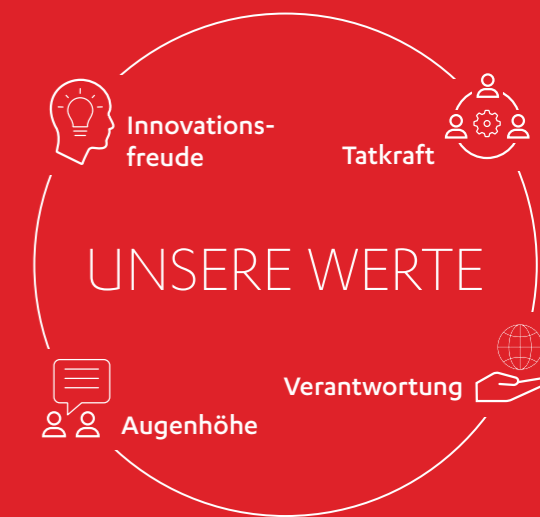 Innovations-
freude
Tatkraft
UNSERE WERTE
Verantwortung
Augenhöhe